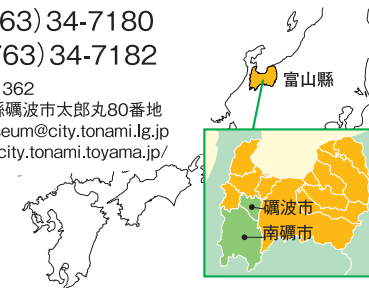 63) 34-7180
763) 34-7182
362
縣礪波市太郎丸80番地
seum@city.tonami.lg.jp
city.tonami.toyama.jp/
富山縣
礪波市
南礪市